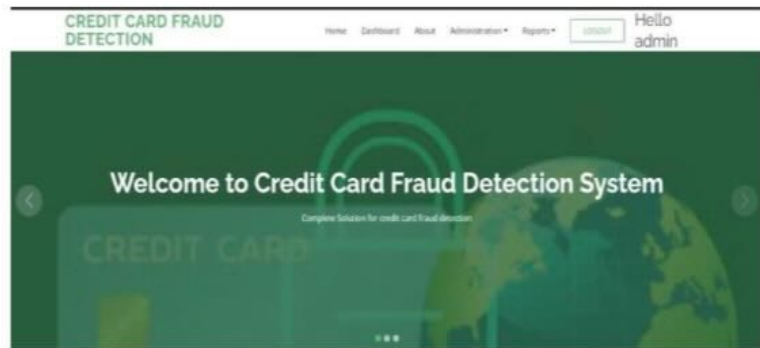 CREDIT CARD FRAUD
DETECTION
Home Dashboard About Administration Reports LOGOUT
Hello
admin
Welcome to Credit Card Fraud Detection System
Complete Solution for credit card fraud detection
CREDIT CARD